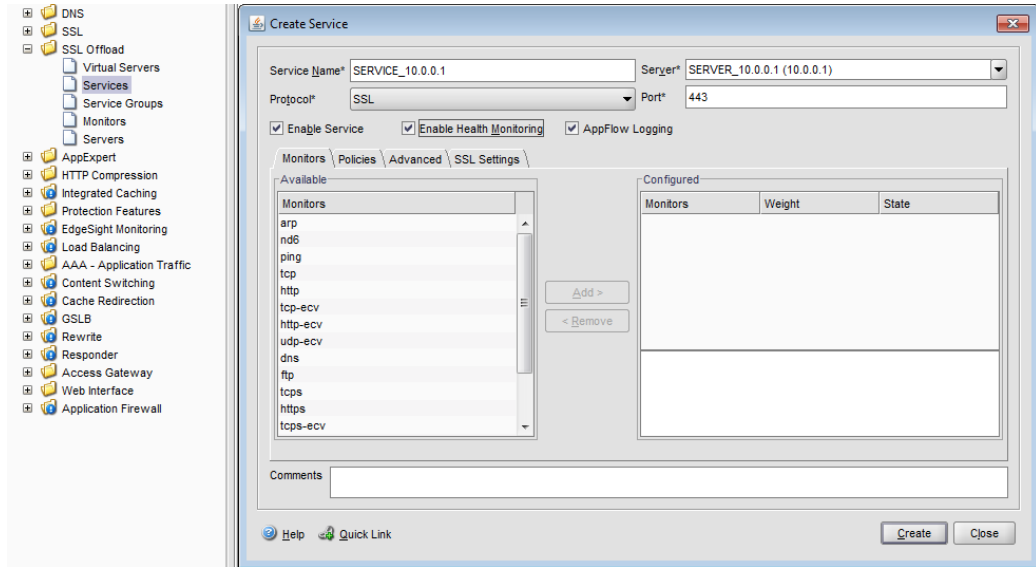 DNS
SSL
SSL Offload
Virtual Servers
Services
Service Groups
Monitors
Servers
AppExpert
HTTP Compression
Integrated Caching
Protection Features
EdgeSight Monitoring
Load Balancing
AAA - Application Traffic
Content Switching
Cache Redirection
GSLB
Rewrite
Responder
Access Gateway
Web Interface
Application Firewall
Create Service
Service Name* SERVICE_10.0.0.1 Server* SERVER_10.0.0.1 (10.0.0.1)
Protocol* SSL Port* 443
Enable Service Enable Health Monitoring AppFlow Logging
Monitors Policies Advanced SSL Settings
Available
Monitors
arp
nd6
ping
tcp
http
tcp-ecv
http-ecv
udp-ecv
dns
ftp
tcps
https
tcps-ecv
Add >
< Remove
Configured
Monitors Weight State
Comments
Help Quick Link Create Close